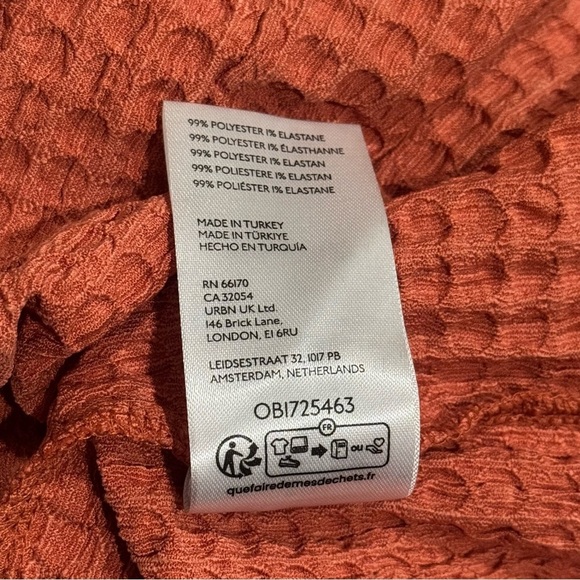 99% POLYESTER 1% ELASTANE
99% POLYESTER 1% ÉLASTHANNE
99% POLYESTER 1% ELASTAN
99% POLIESTERE 1% ELASTAN
99% POLIÉSTER 1% ELASTANE
MADE IN TURKEY
MADE IN TÜRKIYE
HECHO EN TURQUÍA
RN 66170
CA 32054
URBN UK Ltd.
146 Brick Lane,
LONDON, E1 6RU
LEIDSESTRAAT 32, 1017 PB
AMSTERDAM, NETHERLANDS
OB1725463
FR
OU
quefairedemesdechets.fr